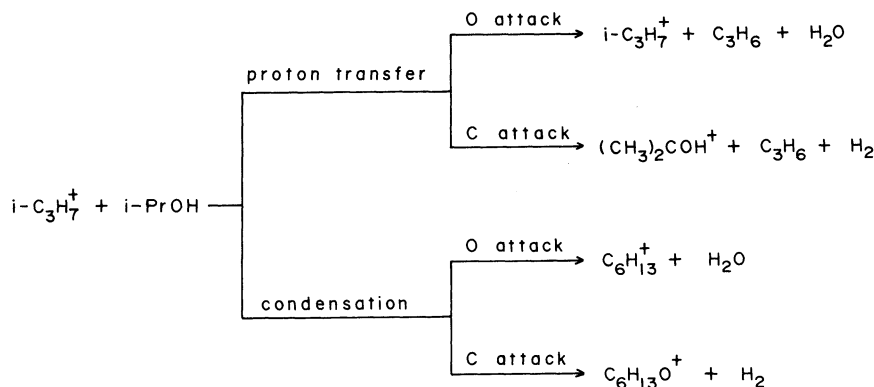 O attack
i-C₃H₇⁺ + C₃H₆ + H₂O
proton transfer
C attack
(CH₃)₂COH⁺ + C₃H₆ + H₂
i-C₃H₇⁺ + i-PrOH
O attack
C₆H₁₃⁺ + H₂O
condensation
C attack
C₆H₁₃O⁺ + H₂